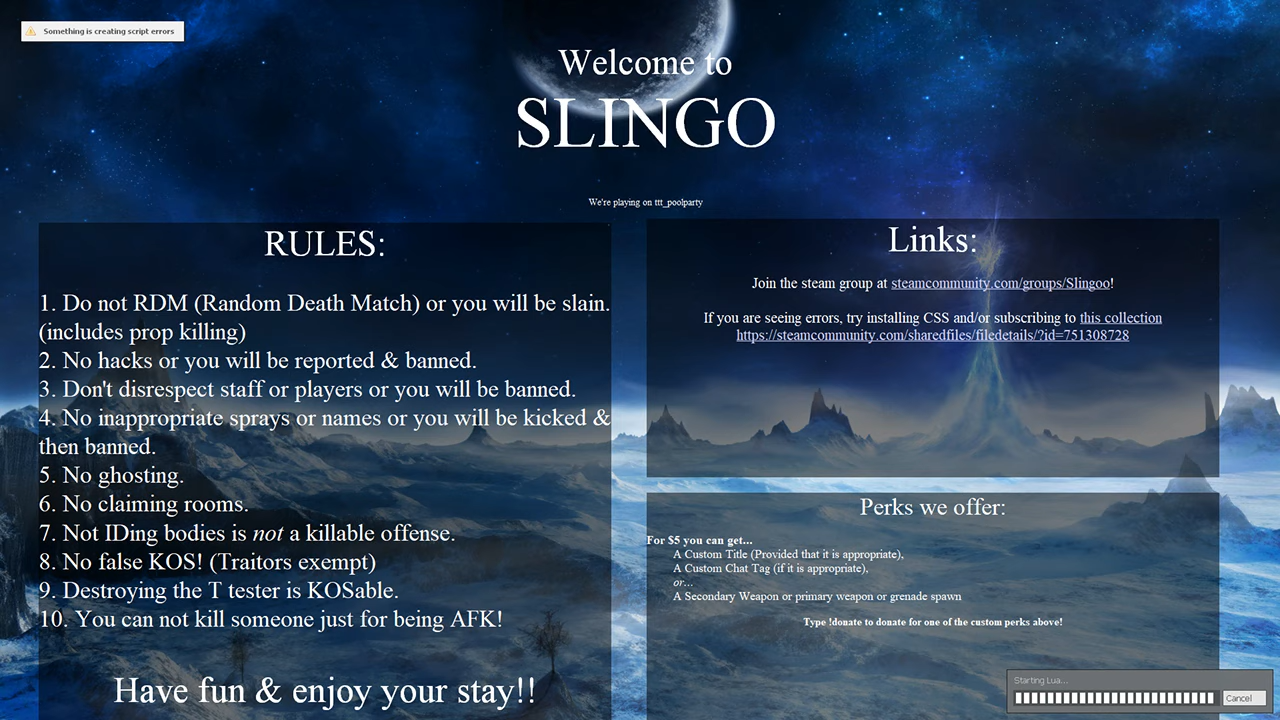 Something is creating script errors
Welcome to
SLINGO
We're playing on ttt_poolparty
RULES:
1. Do not RDM (Random Death Match) or you will be slain.
(includes prop killing)
2. No hacks or you will be reported & banned.
3. Don't disrespect staff or players or you will be banned.
4. No inappropriate sprays or names or you will be kicked &
then banned.
5. No ghosting.
6. No claiming rooms.
7. Not IDing bodies is not a killable offense.
8. No false KOS! (Traitors exempt)
9. Destroying the T tester is KOSable.
10. You can not kill someone just for being AFK!
Have fun & enjoy your stay!!
Links:
Join the steam group at steamcommunity.com/groups/Slingoo!
If you are seeing errors, try installing CSS and/or subscribing to this collection
https://steamcommunity.com/sharedfiles/filedetails/?id=751308728
Perks we offer:
For $5 you can get...
A Custom Title (Provided that it is appropriate),
A Custom Chat Tag (if it is appropriate),
or...
A Secondary Weapon or primary weapon or grenade spawn
Type !donate to donate for one of the custom perks above!
Starting Lua...
Cancel